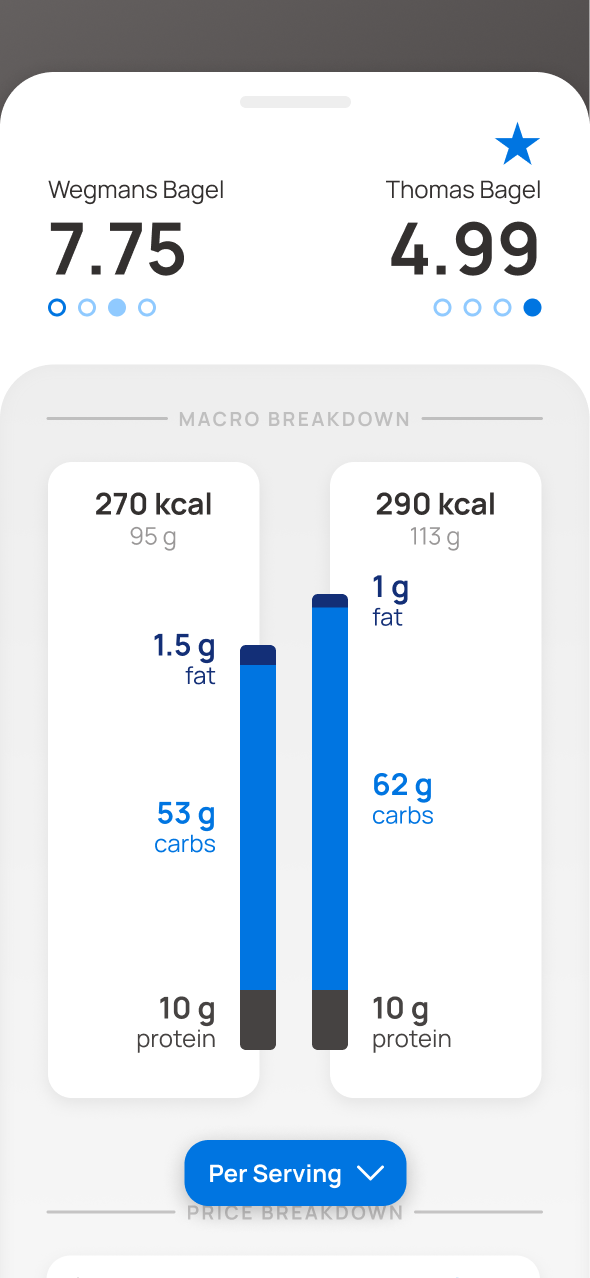 Wegmans Bagel
7.75
Thomas Bagel
4.99
MACRO BREAKDOWN
270 kcal
95 g
290 kcal
113 g
1.5 g
fat
53 g
carbs
10 g
protein
1 g
fat
62 g
carbs
10 g
protein
Per Serving
PRICE BREAKDOWN